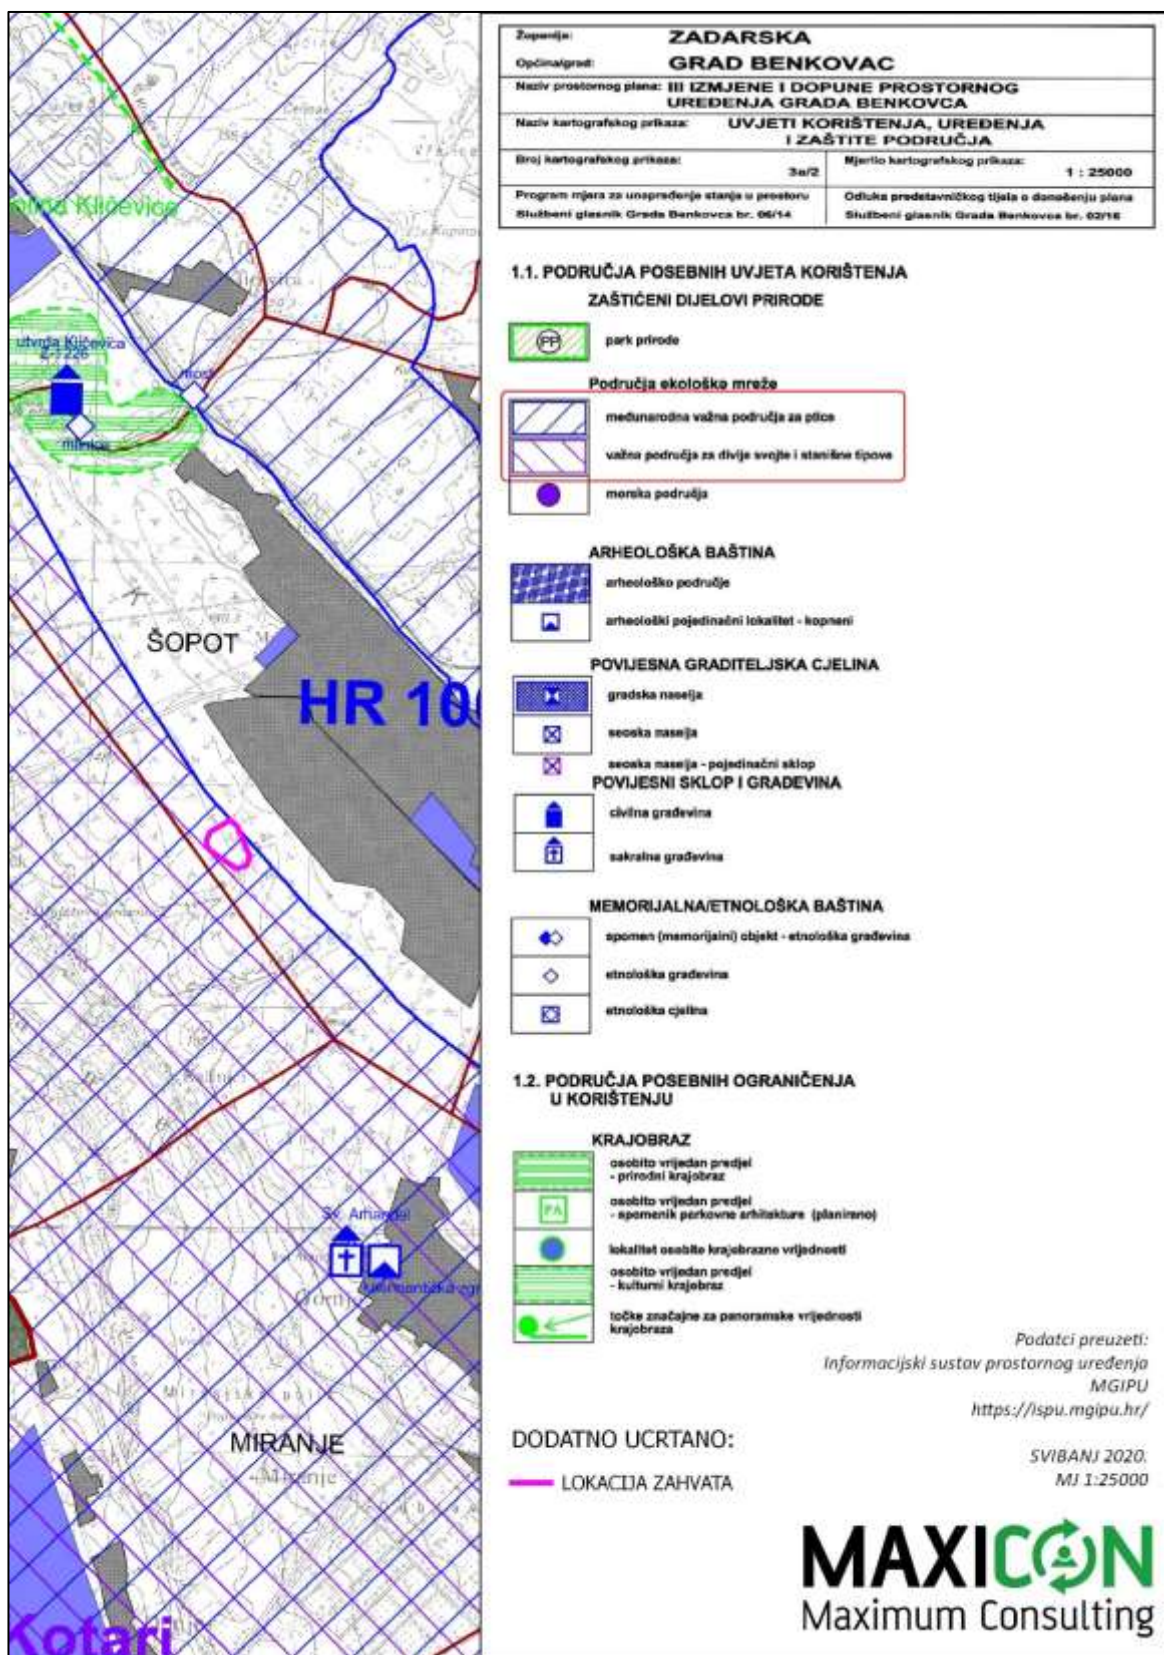 Županija: ZADARSKA
Općina/grad: GRAD BENKOVAC
Naziv prostornog plana: III IZMJENE I DOPUNE PROSTORNOG
UREĐENJA GRADA BENKOVCA
Naziv kartografskog prikaza: UVJETI KORIŠTENJA, UREĐENJA
I ZAŠTITE PODRUČJA
Broj kartografskog prikaza: 3a/2
Mjerilo kartografskog prikaza: 1 : 25000
Program mjera za unapređenje stanja u prostoru
Službeni glasnik Grada Benkovca br. 06/14
Odluka predstavničkog tijela o donošenju plana
Službeni glasnik Grada Benkovca br. 02/16
1.1. PODRUČJA POSEBNIH UVJETA KORIŠTENJA
ZAŠTIĆENI DIJELOVI PRIRODE
PP park prirode
Područja ekološke mreže
međunarodna važna područja za ptice
važna područja za divlje svojte i stanišne tipove
morska područja
ARHEOLOŠKA BAŠTINA
arheološko područje
arheološki pojedinačni lokalitet - kopneni
POVIJESNA GRADITELJSKA CJELINA
gradska naselja
seoska naselja
seoska naselja - pojedinačni sklop
POVIJESNI SKLOP I GRAĐEVINA
civilna građevina
sakralna građevina
MEMORIJALNA/ETNOLOŠKA BAŠTINA
spomen (memorijalni) objekt - etnološka građevina
etnološka građevina
etnološka cjelina
1.2. PODRUČJA POSEBNIH OGRANIČENJA
U KORIŠTENJU
KRAJOBRAZ
osobito vrijedan predjel
- prirodni krajobraz
PA osobito vrijedan predjel
- spomenik parkovne arhitekture (planirano)
lokalitet osobite krajobrazne vrijednosti
osobito vrijedan predjel
- kulturni krajobraz
točke značajne za panoramske vrijednosti
krajobraza
Podatci preuzeti:
Informacijski sustav prostornog uređenja
MGIPU
https://ispu.mgipu.hr/
DODATNO UCRTANO:
LOKACIJA ZAHVATA
SVIBANJ 2020.
MJ 1:25000
MAXICON
Maximum Consulting
Kličevica
utvrda Kličevica
Z-1226
most
mlinica
ŠOPOT
HR 10
Sv. Arhanđel
Gornje
MIRANJE
Miranje
Kotari